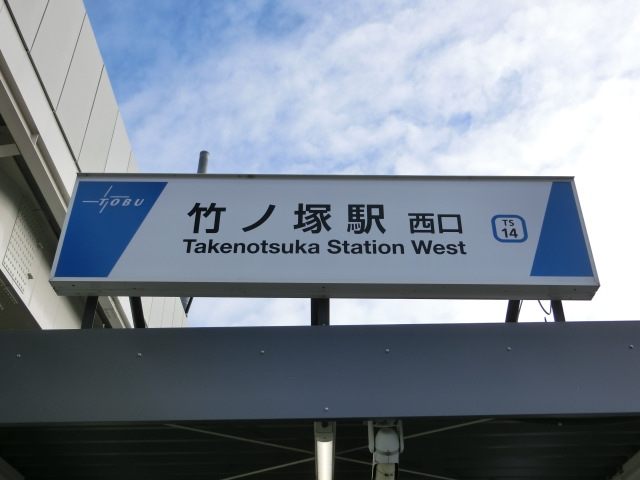 TOBU
竹ノ塚駅 西口
Takenotsuka Station West
TS
14